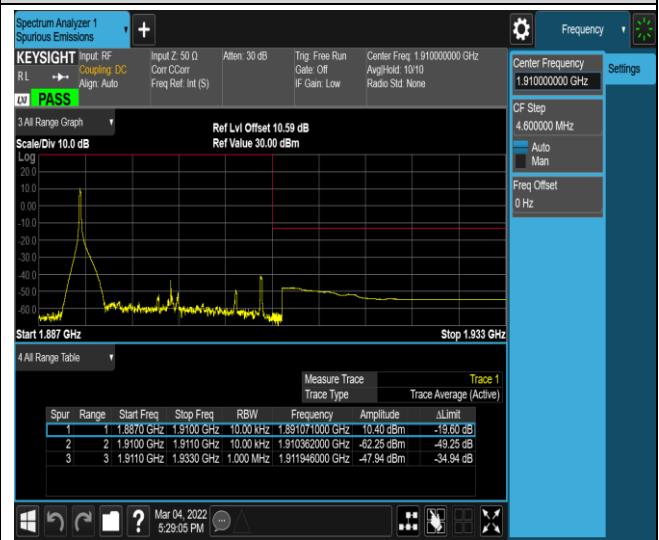 Spectrum Analyzer 1
Spurious Emissions
Frequency
KEYSIGHT Input: RF Input Z: 50 Ω Atten: 30 dB Trig: Free Run Center Freq: 1.910000000 GHz
RL Coupling: DC Corr CCorr Gate: Off Avg|Hold: 10/10
Align: Auto Freq Ref: Int (S) IF Gain: Low Radio Std: None
LXI PASS
Center Frequency
1.910000000 GHz
Settings
CF Step
4.600000 MHz
Auto
Man
Freq Offset
0 Hz
3 All Range Graph
Ref Lvl Offset 10.59 dB
Scale/Div 10.0 dB Ref Value 30.00 dBm
Log
20.0
10.0
0.00
-10.0
-20.0
-30.0
-40.0
-50.0
-60.0
Start 1.887 GHz Stop 1.933 GHz
4 All Range Table
Measure Trace Trace 1
Trace Type Trace Average (Active)
Spur Range Start Freq Stop Freq RBW Frequency Amplitude ΔLimit
1 1 1.8870 GHz 1.9100 GHz 10.00 kHz 1.891071000 GHz 10.40 dBm -19.60 dB
2 2 1.9100 GHz 1.9110 GHz 10.00 kHz 1.910362000 GHz -62.25 dBm -49.25 dB
3 3 1.9110 GHz 1.9330 GHz 1.000 MHz 1.911946000 GHz -47.94 dBm -34.94 dB
Mar 04, 2022
5:29:05 PM